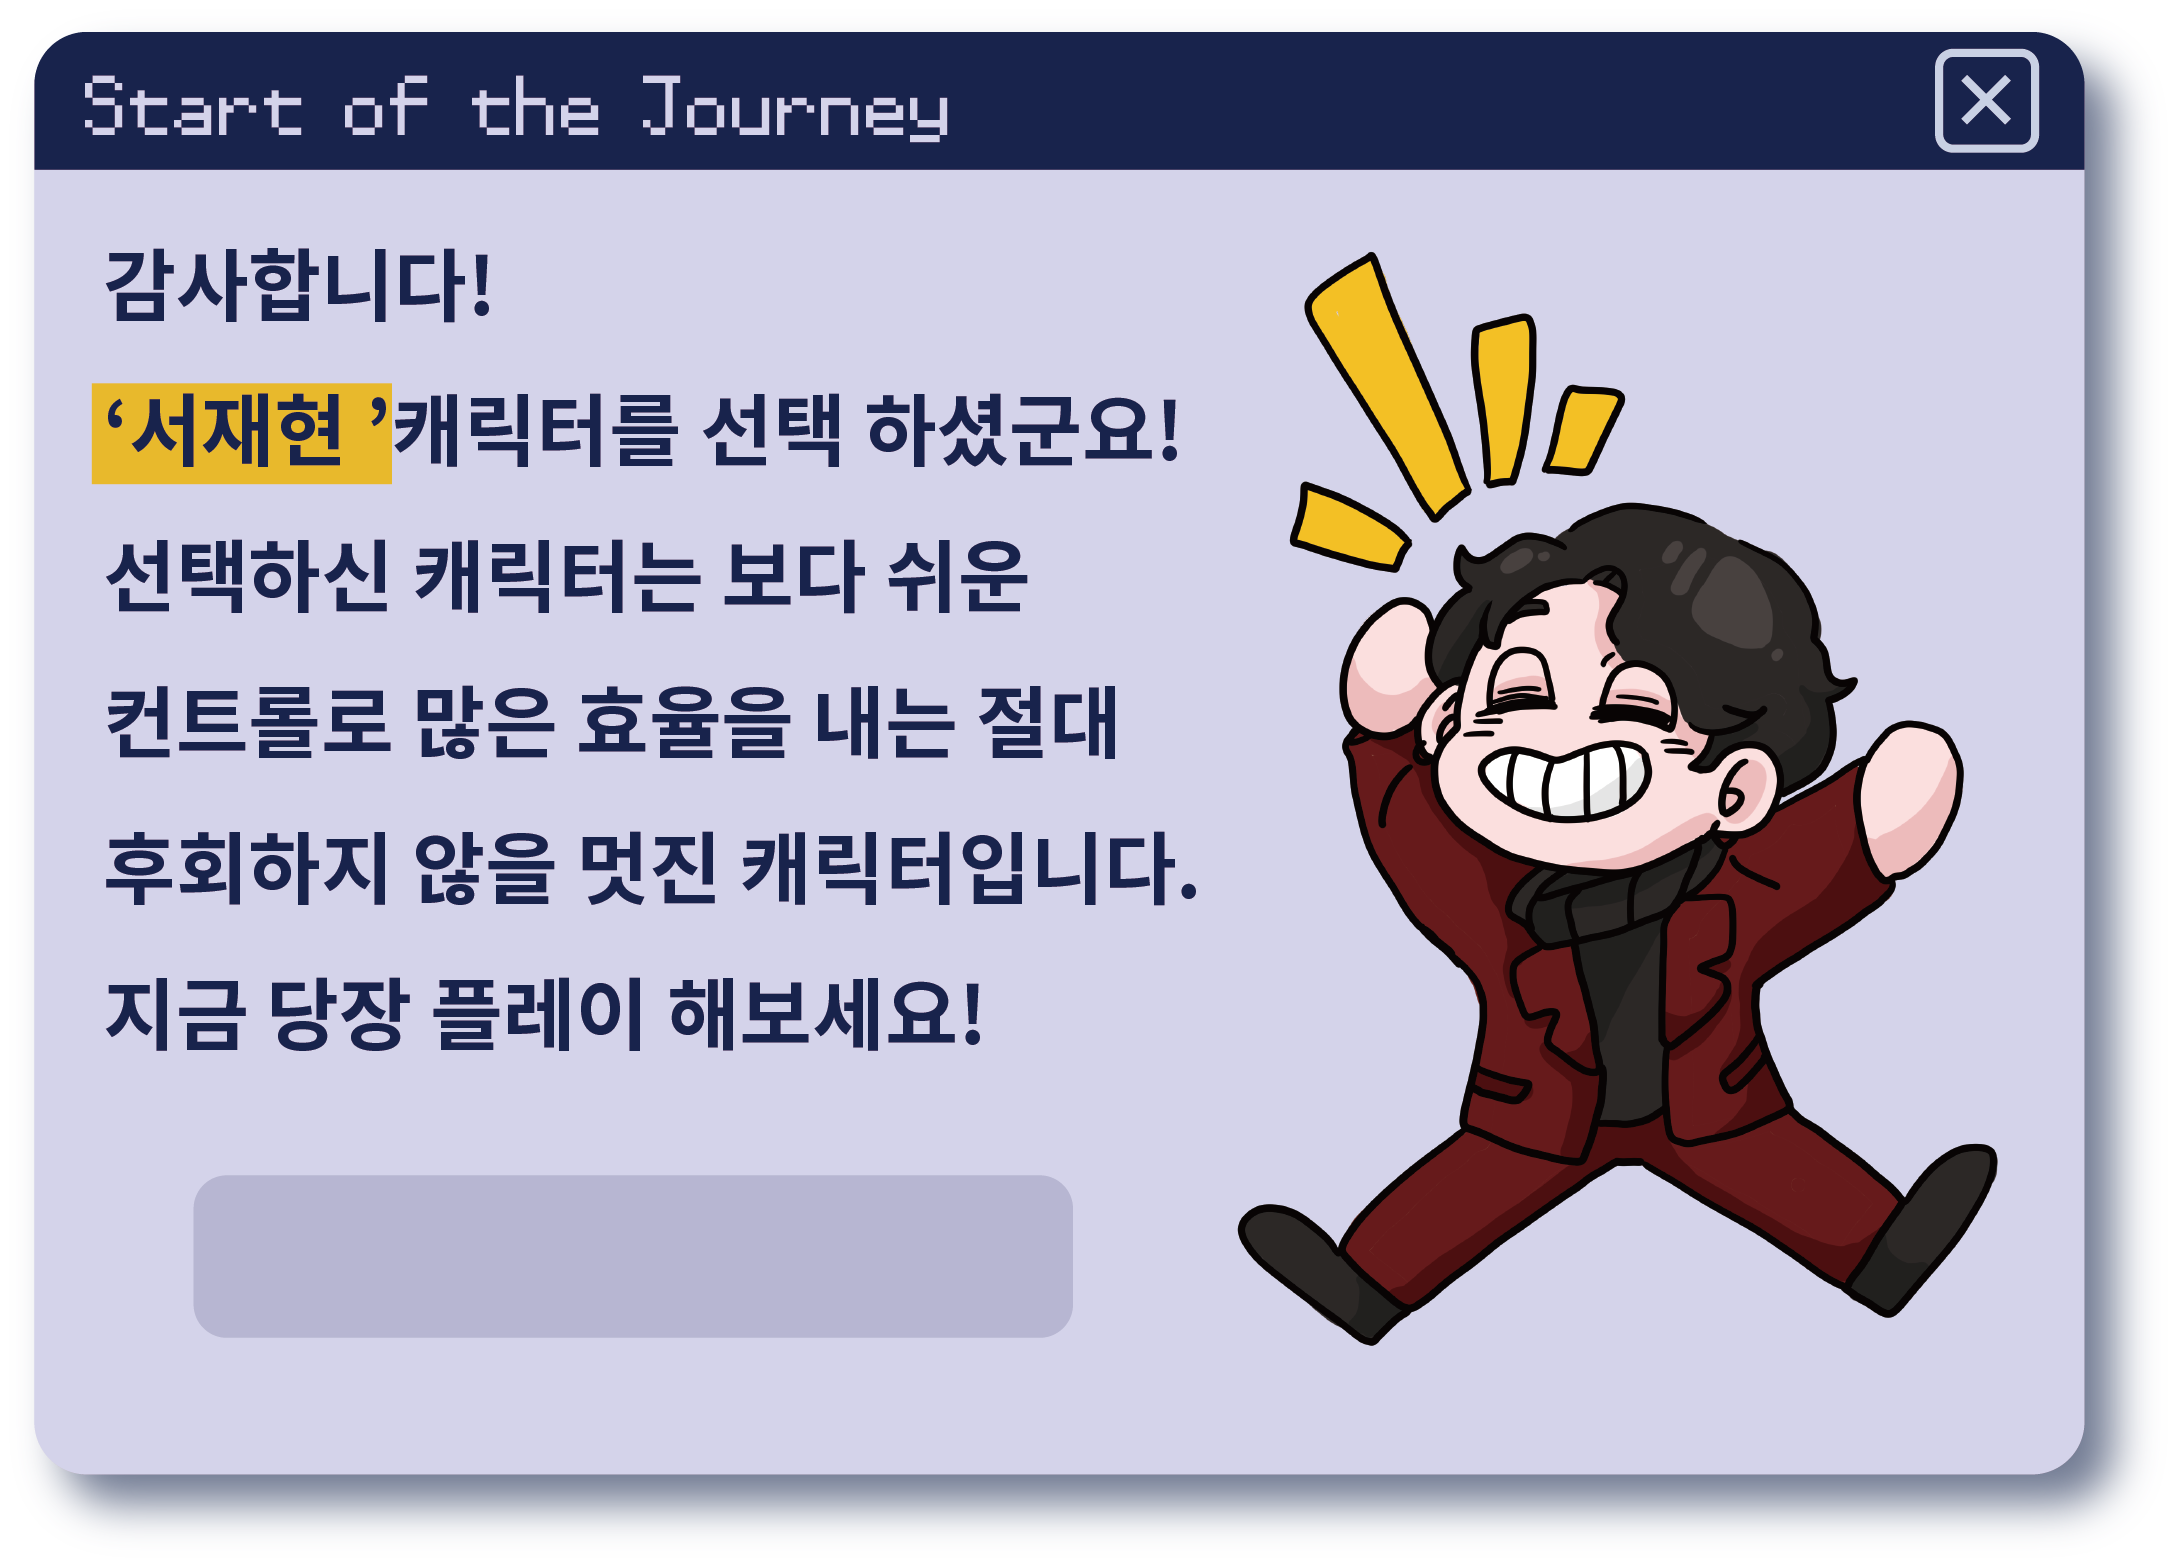 Start of the Journey
감사합니다!
‘서재현 ’캐릭터를 선택 하셨군요!
선택하신 캐릭터는 보다 쉬운
컨트롤로 많은 효율을 내는 절대
후회하지 않을 멋진 캐릭터입니다.
지금 당장 플레이 해보세요!